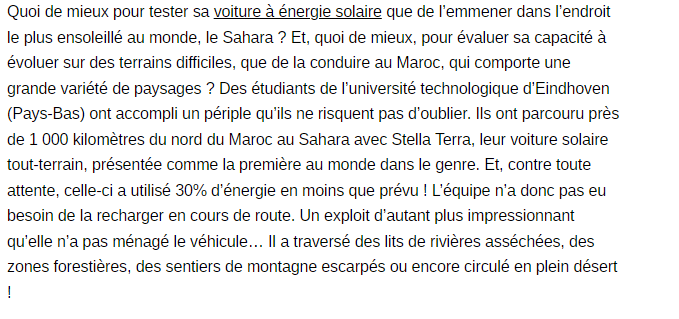 Quoi de mieux pour tester sa voiture à énergie solaire que de l’emmener dans l’endroit
le plus ensoleillé au monde, le Sahara ? Et, quoi de mieux, pour évaluer sa capacité à
évoluer sur des terrains difficiles, que de la conduire au Maroc, qui comporte une
grande variété de paysages ? Des étudiants de l’université technologique d’Eindhoven
(Pays-Bas) ont accompli un périple qu’ils ne risquent pas d’oublier. Ils ont parcouru près
de 1 000 kilomètres du nord du Maroc au Sahara avec Stella Terra, leur voiture solaire
tout-terrain, présentée comme la première au monde dans le genre. Et, contre toute
attente, celle-ci a utilisé 30% d’énergie en moins que prévu ! L’équipe n’a donc pas eu
besoin de la recharger en cours de route. Un exploit d’autant plus impressionnant
qu’elle n’a pas ménagé le véhicule… Il a traversé des lits de rivières asséchées, des
zones forestières, des sentiers de montagne escarpés ou encore circulé en plein désert
!